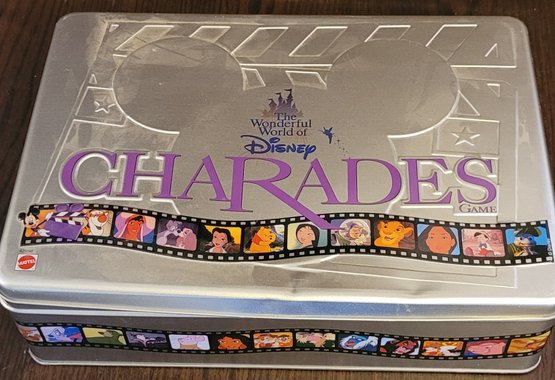 The
Wonderful
World of
Disney
CHARADES
GAME
MATTEL